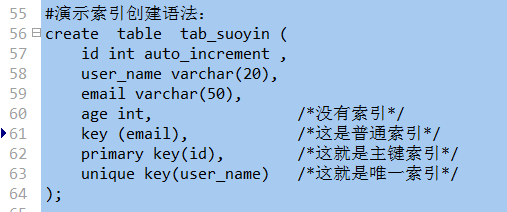 55 #演示索引创建语法：
56 create  table  tab_suoyin (
57     id int auto_increment ,
58     user_name varchar(20),
59     email varchar(50),
60     age int,               /*没有索引*/
61     key (email),           /*这是普通索引*/
62     primary key(id),       /*这就是主键索引*/
63     unique key(user_name)  /*这就是唯一索引*/
64 );